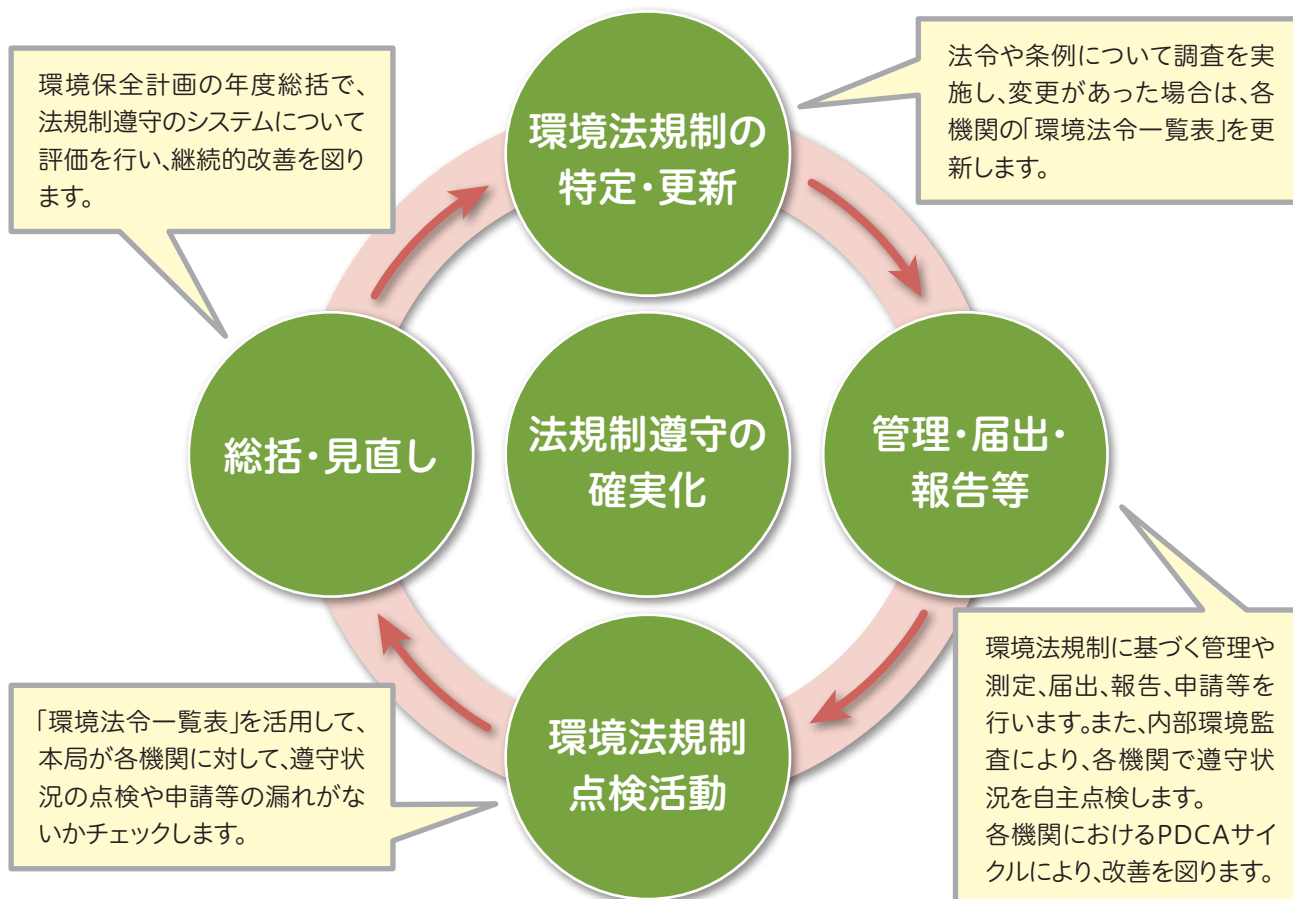 環境保全計画の年度総括で、
法規制遵守のシステムについて
評価を行い、継続的改善を図り
ます。
環境法規制の
特定・更新
法令や条例について調査を実
施し、変更があった場合は、各
機関の「環境法令一覧表」を更
新します。
総括・見直し
法規制遵守の
確実化
管理・届出・
報告等
「環境法令一覧表」を活用して、
本局が各機関に対して、遵守状
況の点検や申請等の漏れがな
いかチェックします。
環境法規制
点検活動
環境法規制に基づく管理や
測定、届出、報告、申請等を
行います。また、内部環境監
査により、各機関で遵守状
況を自主点検します。
各機関におけるPDCAサイ
クルにより、改善を図ります。